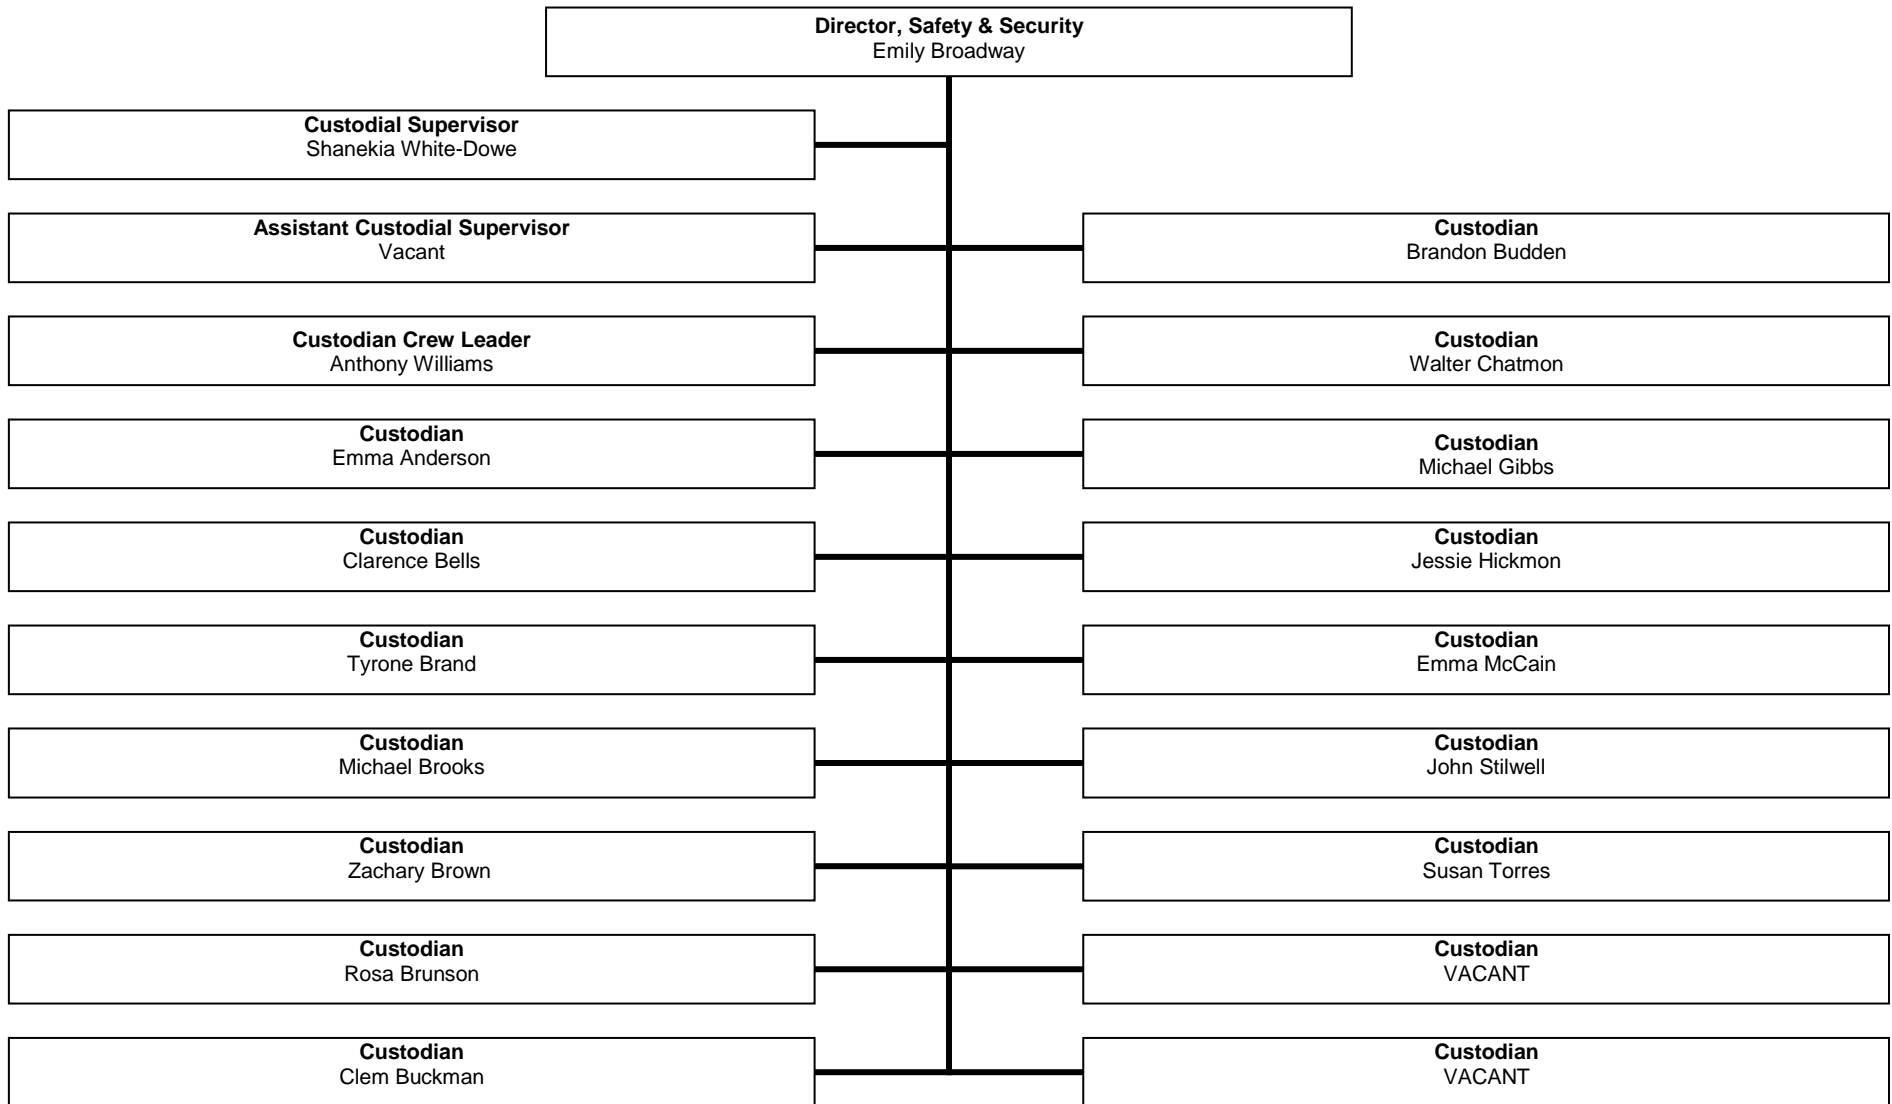 Director, Safety & Security
Emily Broadway
Custodial Supervisor
Shanekia White-Dowe
Assistant Custodial Supervisor
Vacant
Custodian
Brandon Budden
Custodian Crew Leader
Anthony Williams
Custodian
Walter Chatmon
Custodian
Emma Anderson
Custodian
Michael Gibbs
Custodian
Clarence Bells
Custodian
Jessie Hickmon
Custodian
Tyrone Brand
Custodian
Emma McCain
Custodian
Michael Brooks
Custodian
John Stilwell
Custodian
Zachary Brown
Custodian
Susan Torres
Custodian
Rosa Brunson
Custodian
VACANT
Custodian
Clem Buckman
Custodian
VACANT